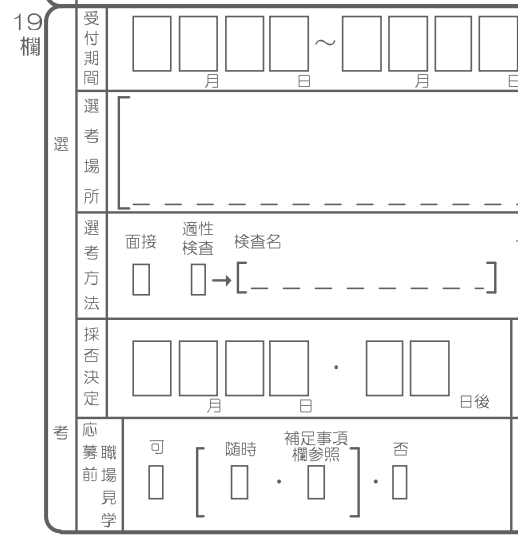 19
欄
選考
受付期間
月 日 ～ 月 日
選考場所
選考方法
面接 適性検査 → 検査名
採否決定
月 日 ・ 日後
応募前職場見学
可 随時 ・ 補足事項欄参照 ・ 否